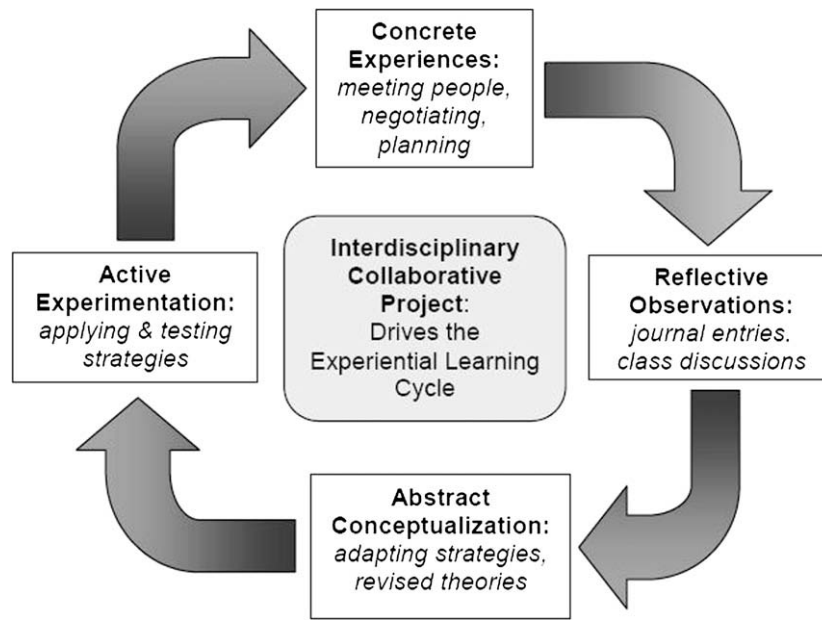 Concrete
Experiences:
meeting people,
negotiating,
planning
Interdisciplinary
Collaborative
Project:
Drives the
Experiential Learning
Cycle
Active
Experimentation:
applying & testing
strategies
Reflective
Observations:
journal entries.
class discussions
Abstract
Conceptualization:
adapting strategies,
revised theories